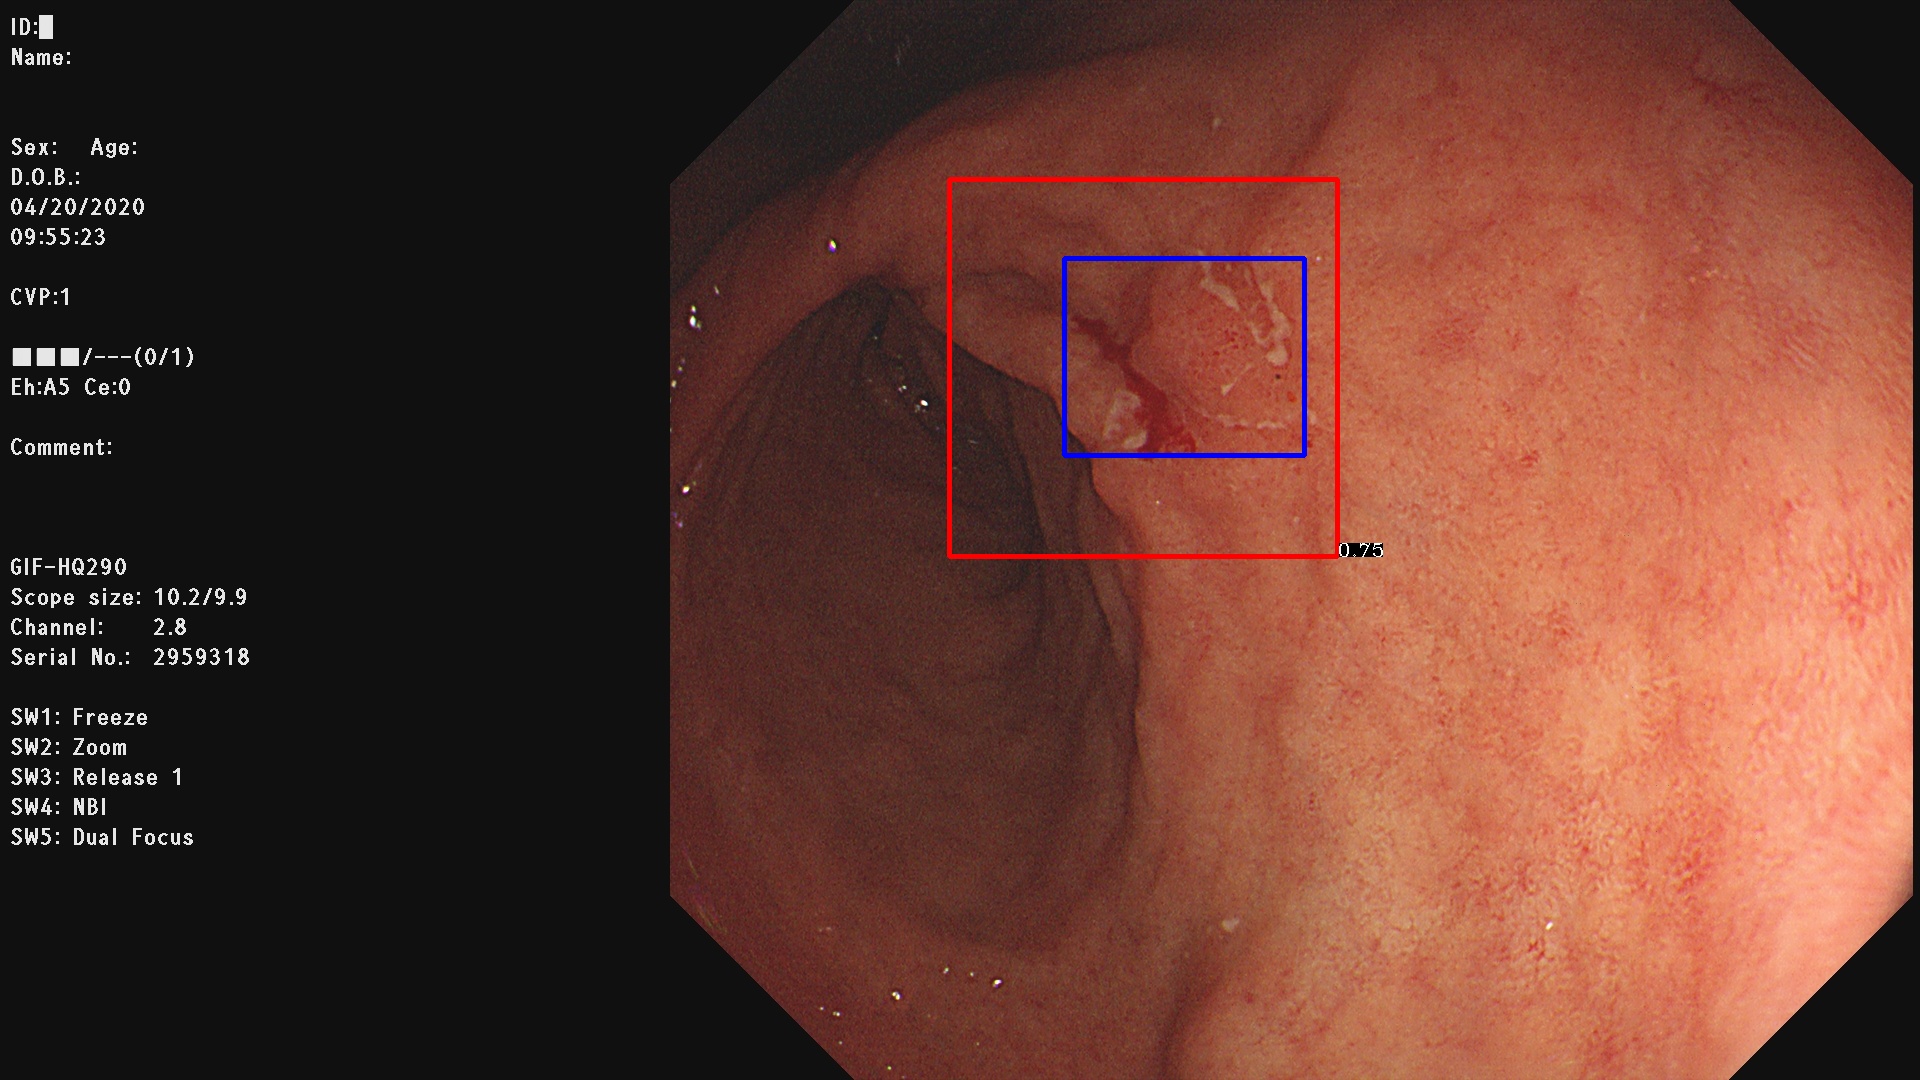 ID:
Name:
Sex: Age:
D.O.B.:
04/20/2020
09:55:23
CVP:1
■■■/---(0/1)
Eh:A5 Ce:0
Comment:
0.75
GIF-HQ290
Scope size: 10.2/9.9
Channel: 2.8
Serial No.: 2959318
SW1: Freeze
SW2: Zoom
SW3: Release 1
SW4: NBI
SW5: Dual Focus